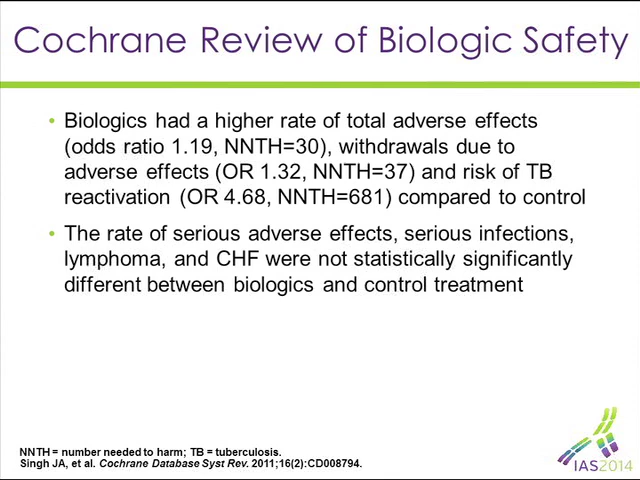 Cochrane Review of Biologic Safety
• Biologics had a higher rate of total adverse effects
(odds ratio 1.19, NNTH=30), withdrawals due to
adverse effects (OR 1.32, NNTH=37) and risk of TB
reactivation (OR 4.68, NNTH=681) compared to control
• The rate of serious adverse effects, serious infections,
lymphoma, and CHF were not statistically significantly
different between biologics and control treatment
NNTH = number needed to harm; TB = tuberculosis.
Singh JA, et al. Cochrane Database Syst Rev. 2011;16(2):CD008794.
IAS2014